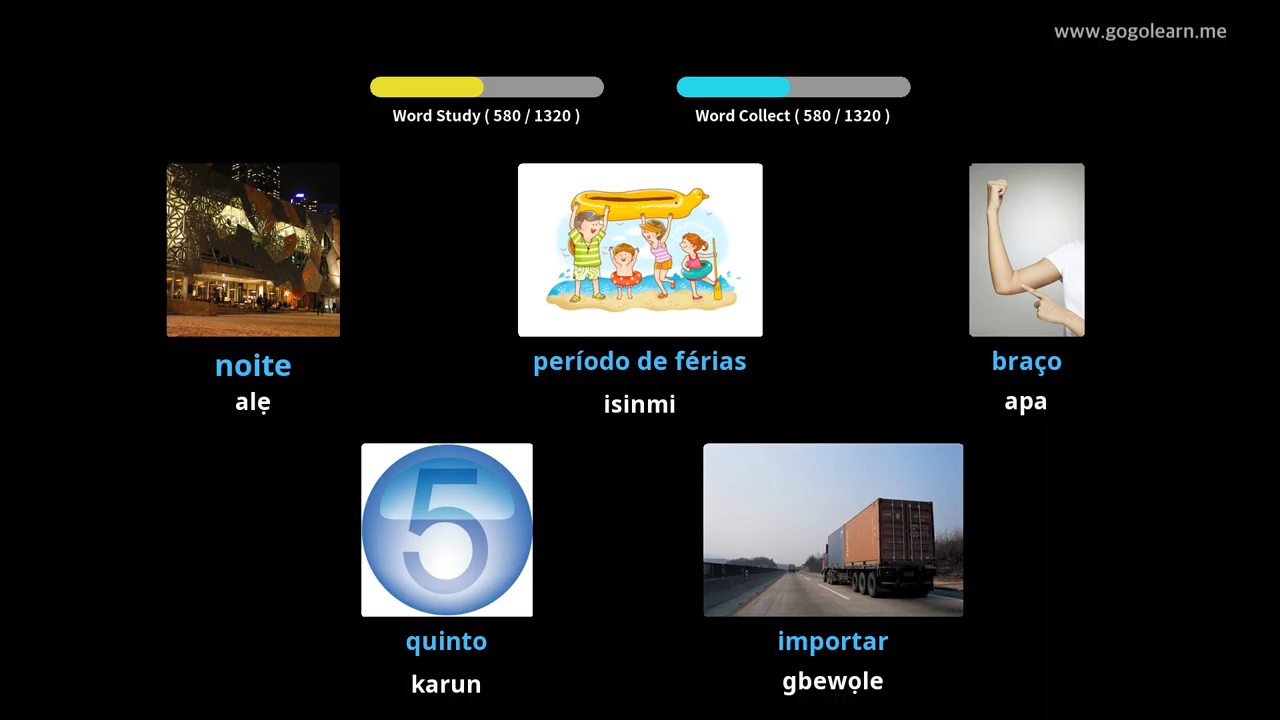 www.gogolearn.me
Word Study ( 580 / 1320 )
Word Collect ( 580 / 1320 )
noite
alẹ
período de férias
isinmi
braço
apa
5
quinto
karun
importar
gbewọle